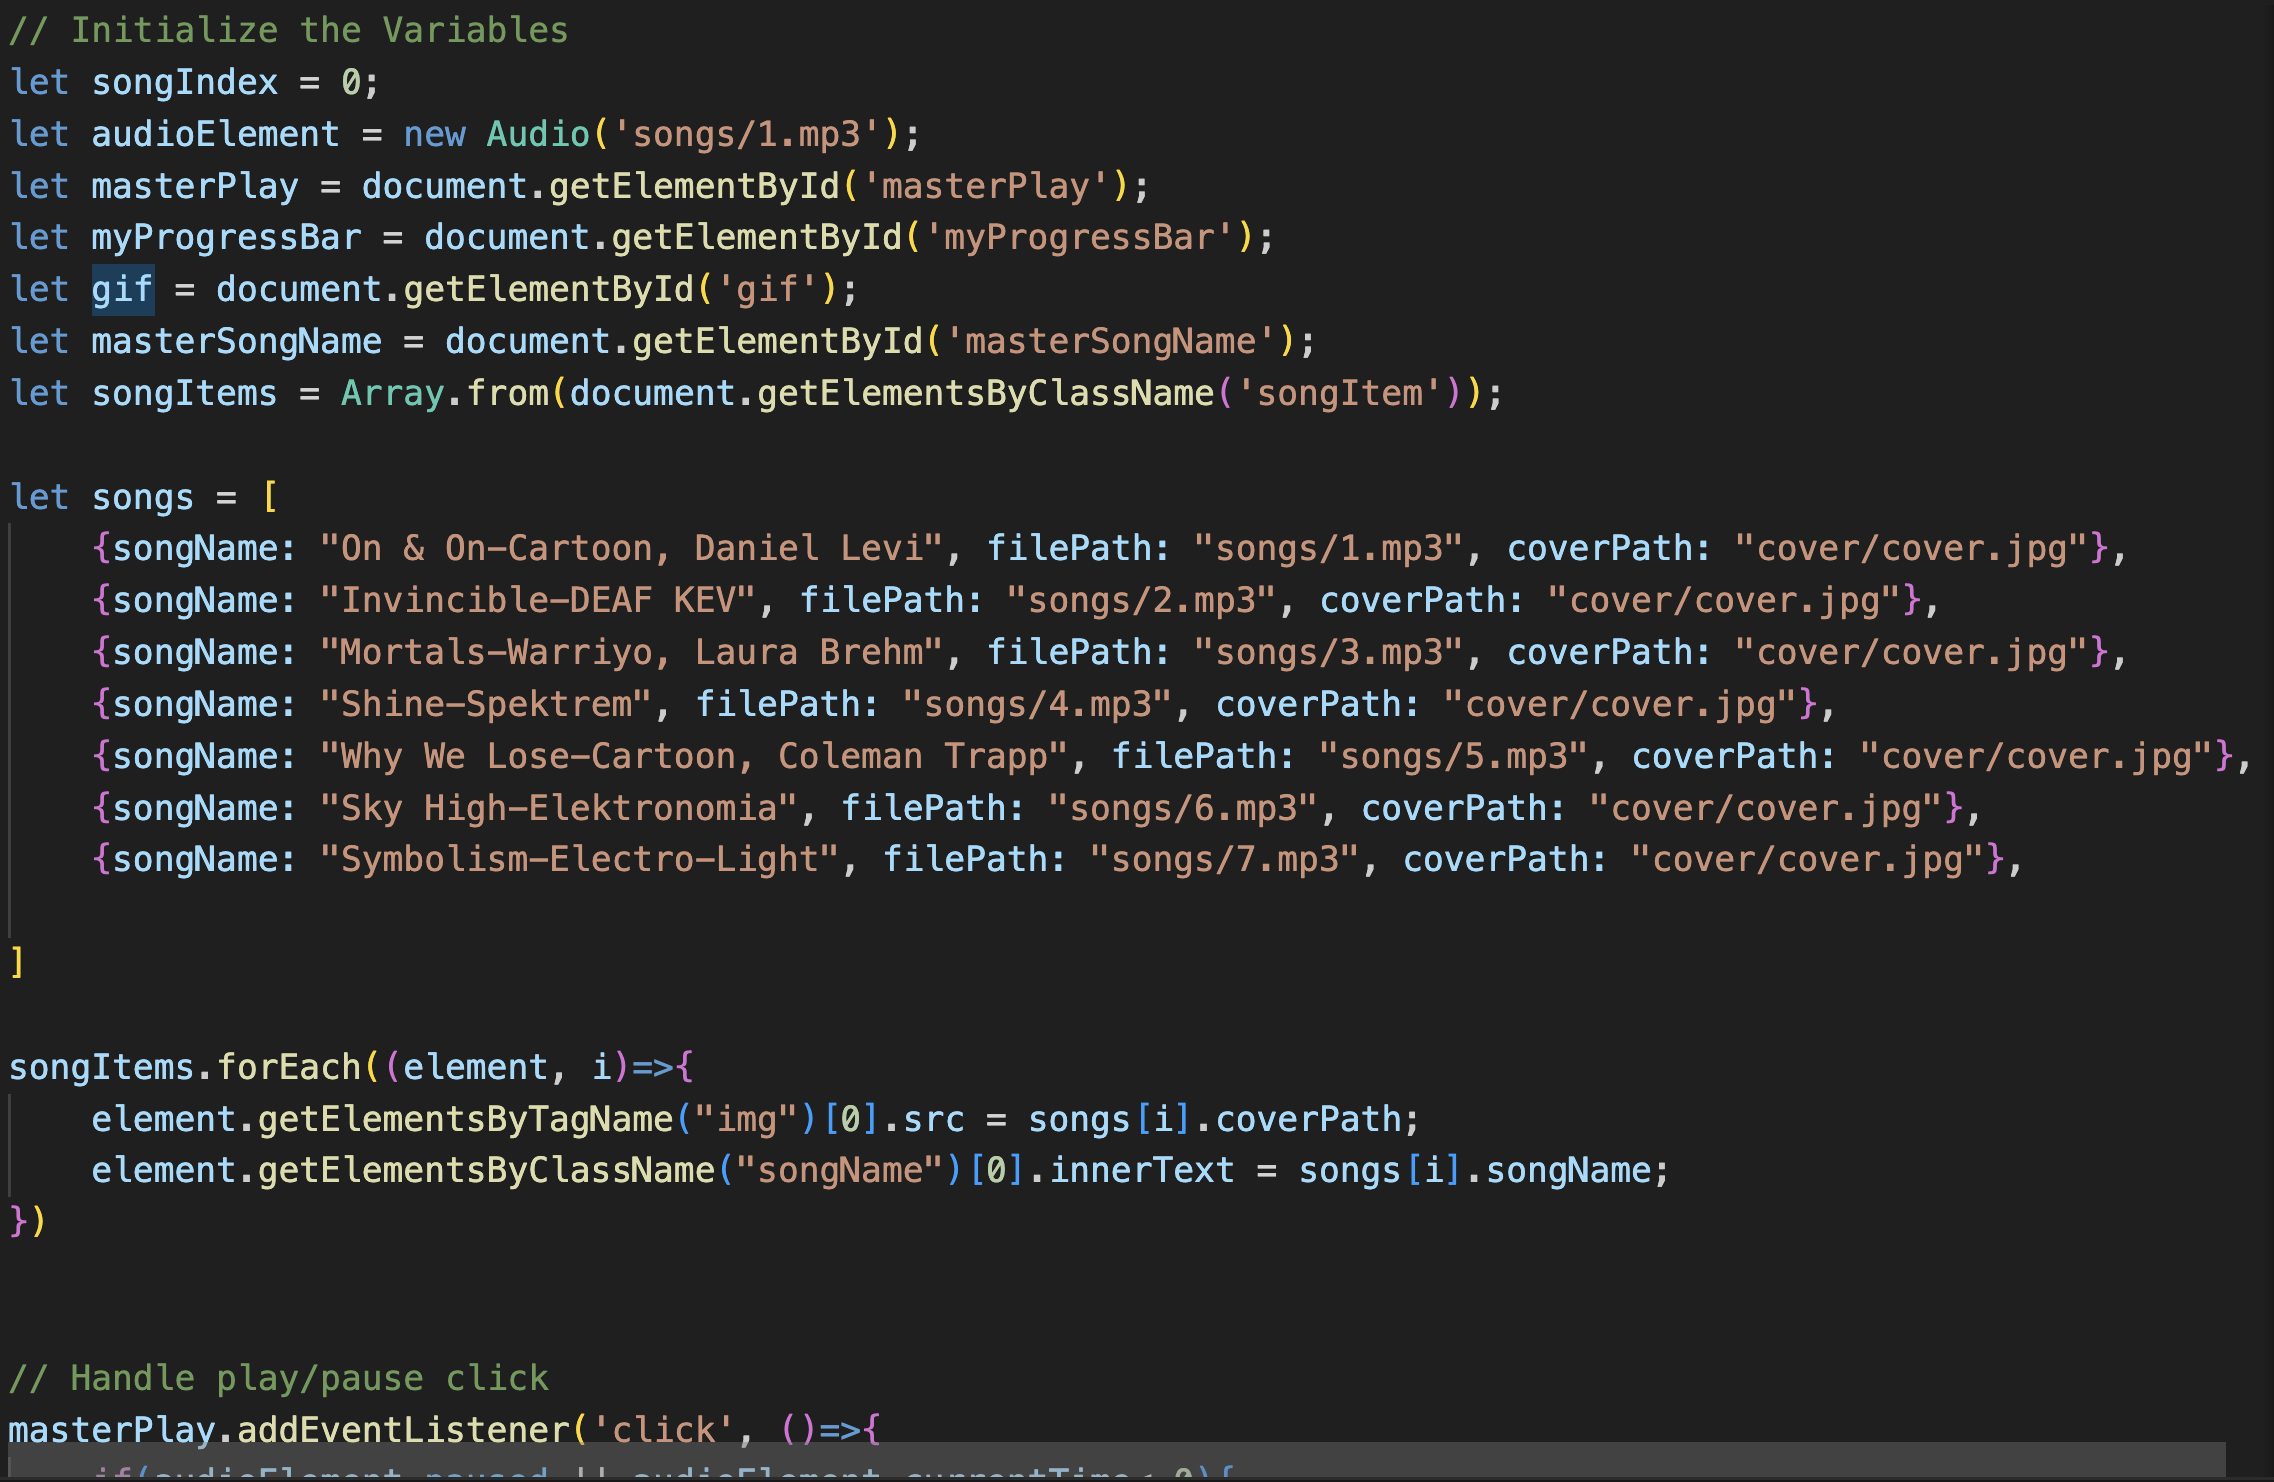 // Initialize the Variables
let songIndex = 0;
let audioElement = new Audio('songs/1.mp3');
let masterPlay = document.getElementById('masterPlay');
let myProgressBar = document.getElementById('myProgressBar');
let gif = document.getElementById('gif');
let masterSongName = document.getElementById('masterSongName');
let songItems = Array.from(document.getElementsByClassName('songItem'));
let songs = [
{songName: "On & On-Cartoon, Daniel Levi", filePath: "songs/1.mp3", coverPath: "cover/cover.jpg"},
{songName: "Invincible-DEAF KEV", filePath: "songs/2.mp3", coverPath: "cover/cover.jpg"},
{songName: "Mortals-Warriyo, Laura Brehm", filePath: "songs/3.mp3", coverPath: "cover/cover.jpg"},
{songName: "Shine-Spektrem", filePath: "songs/4.mp3", coverPath: "cover/cover.jpg"},
{songName: "Why We Lose-Cartoon, Coleman Trapp", filePath: "songs/5.mp3", coverPath: "cover/cover.jpg"},
{songName: "Sky High-Elektronomia", filePath: "songs/6.mp3", coverPath: "cover/cover.jpg"},
{songName: "Symbolism-Electro-Light", filePath: "songs/7.mp3", coverPath: "cover/cover.jpg"},
]
songItems.forEach((element, i)=>{
element.getElementsByTagName("img")[0].src = songs[i].coverPath;
element.getElementsByClassName("songName")[0].innerText = songs[i].songName;
})
// Handle play/pause click
masterPlay.addEventListener('click', ()=>{
if(audioElement.paused || audioElement.currentTime